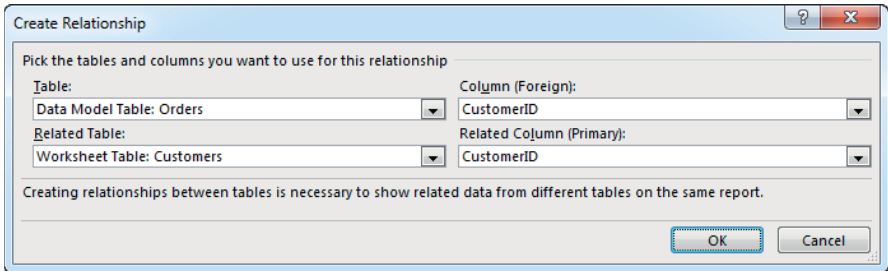 Create Relationship
?
Pick the tables and columns you want to use for this relationship
Table: Column (Foreign):
Data Model Table: Orders CustomerID
Related Table: Related Column (Primary):
Worksheet Table: Customers CustomerID
Creating relationships between tables is necessary to show related data from different tables on the same report.
OK Cancel